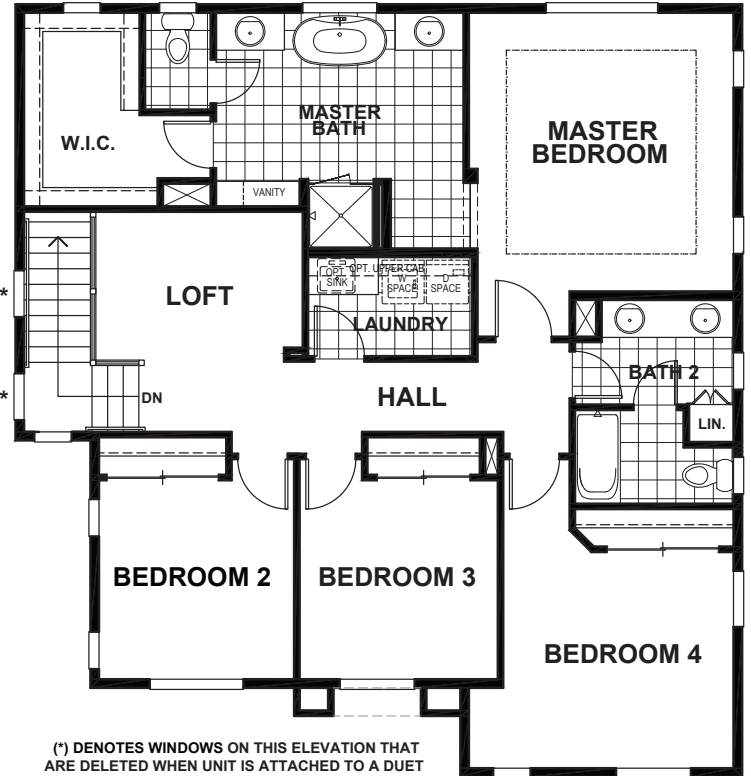 W.I.C.
MASTER
BATH
MASTER
BEDROOM
VANITY
LOFT
OPT. UPPER CAB
OPT.
SINK
W
SPACE
D
SPACE
LAUNDRY
*
*
DN
HALL
BATH 2
LIN.
BEDROOM 2
BEDROOM 3
BEDROOM 4
(*) DENOTES WINDOWS ON THIS ELEVATION THAT
ARE DELETED WHEN UNIT IS ATTACHED TO A DUET